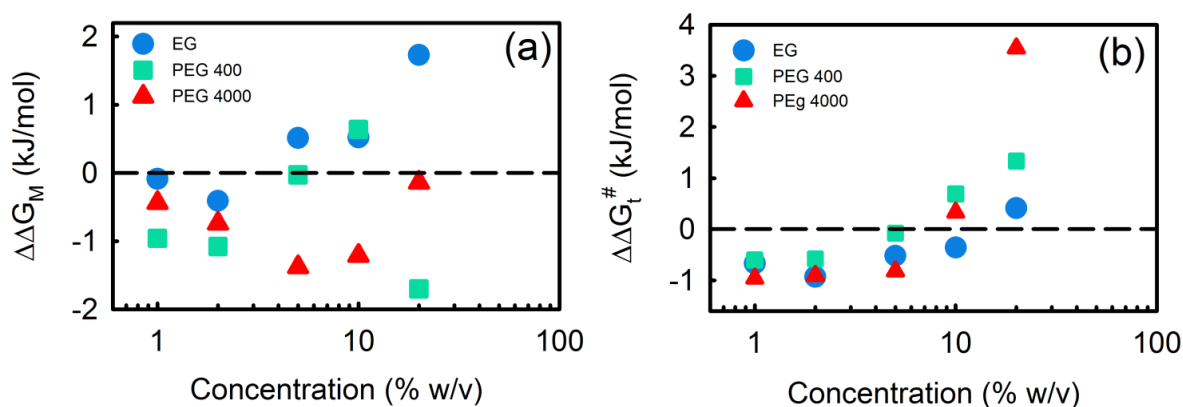 (a)
EG
PEG 400
PEG 4000
ΔΔG_M (kJ/mol)
2
1
0
-1
-2
1
10
100
Concentration (% w/v)
(b)
EG
PEG 400
PEg 4000
ΔΔG_t^# (kJ/mol)
4
3
2
1
0
-1
1
10
100
Concentration (% w/v)